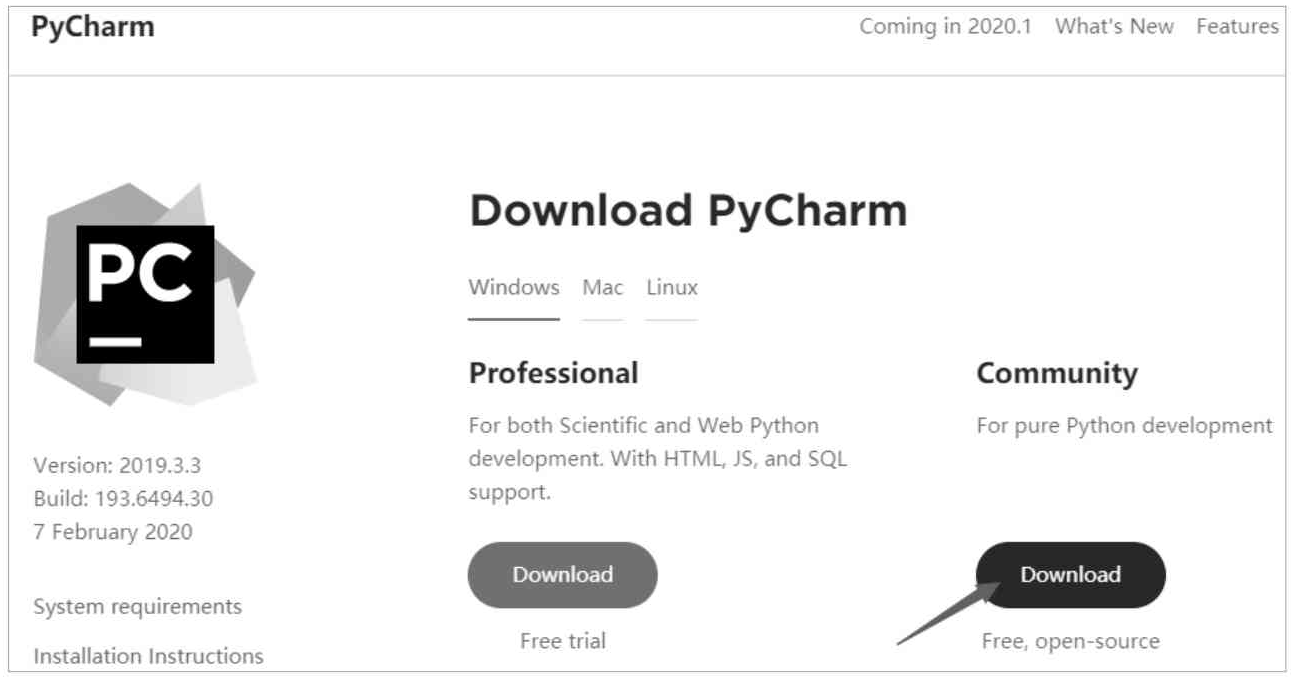 PyCharm
Coming in 2020.1 What's New Features
PC
Download PyCharm
Windows Mac Linux
Professional
For both Scientific and Web Python
development. With HTML, JS, and SQL
support.
Download
Free trial
Community
For pure Python development
Download
Free, open-source
Version: 2019.3.3
Build: 193.6494.30
7 February 2020
System requirements
Installation Instructions